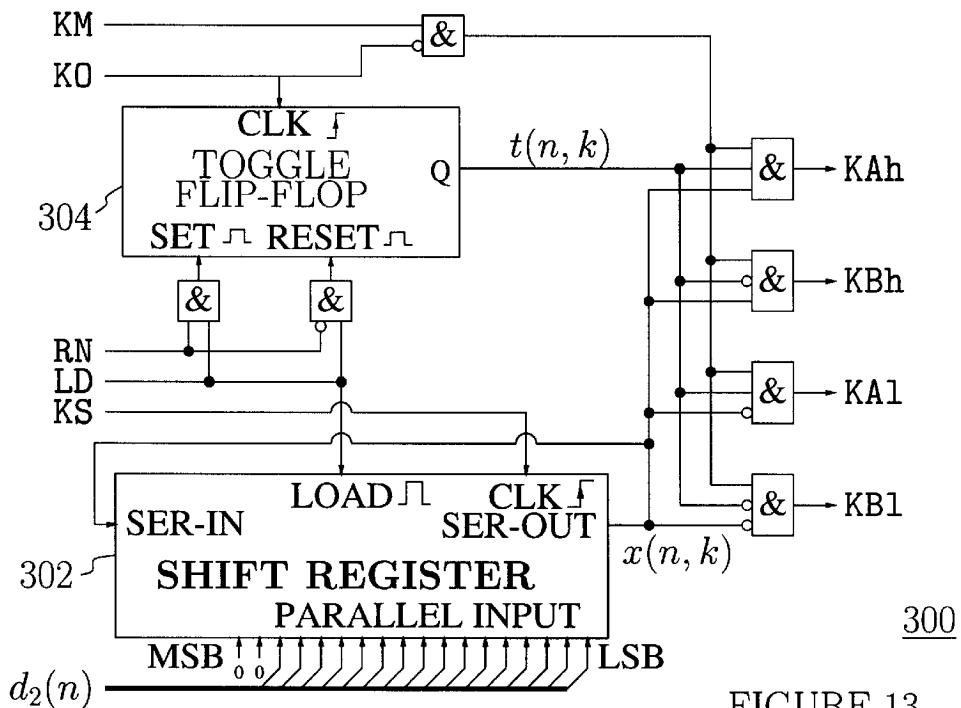 KM
&
KO
CLK
TOGGLE
FLIP-FLOP
Q
t(n, k)
304
SET RESET
& KAh
& KBh
& &
RN
LD
KS
& KAl
& KBl
LOAD CLK
SER-IN SER-OUT
x(n, k)
302
SHIFT REGISTER
PARALLEL INPUT
300
MSB 0 0 LSB
d2(n)
FIGURE 13